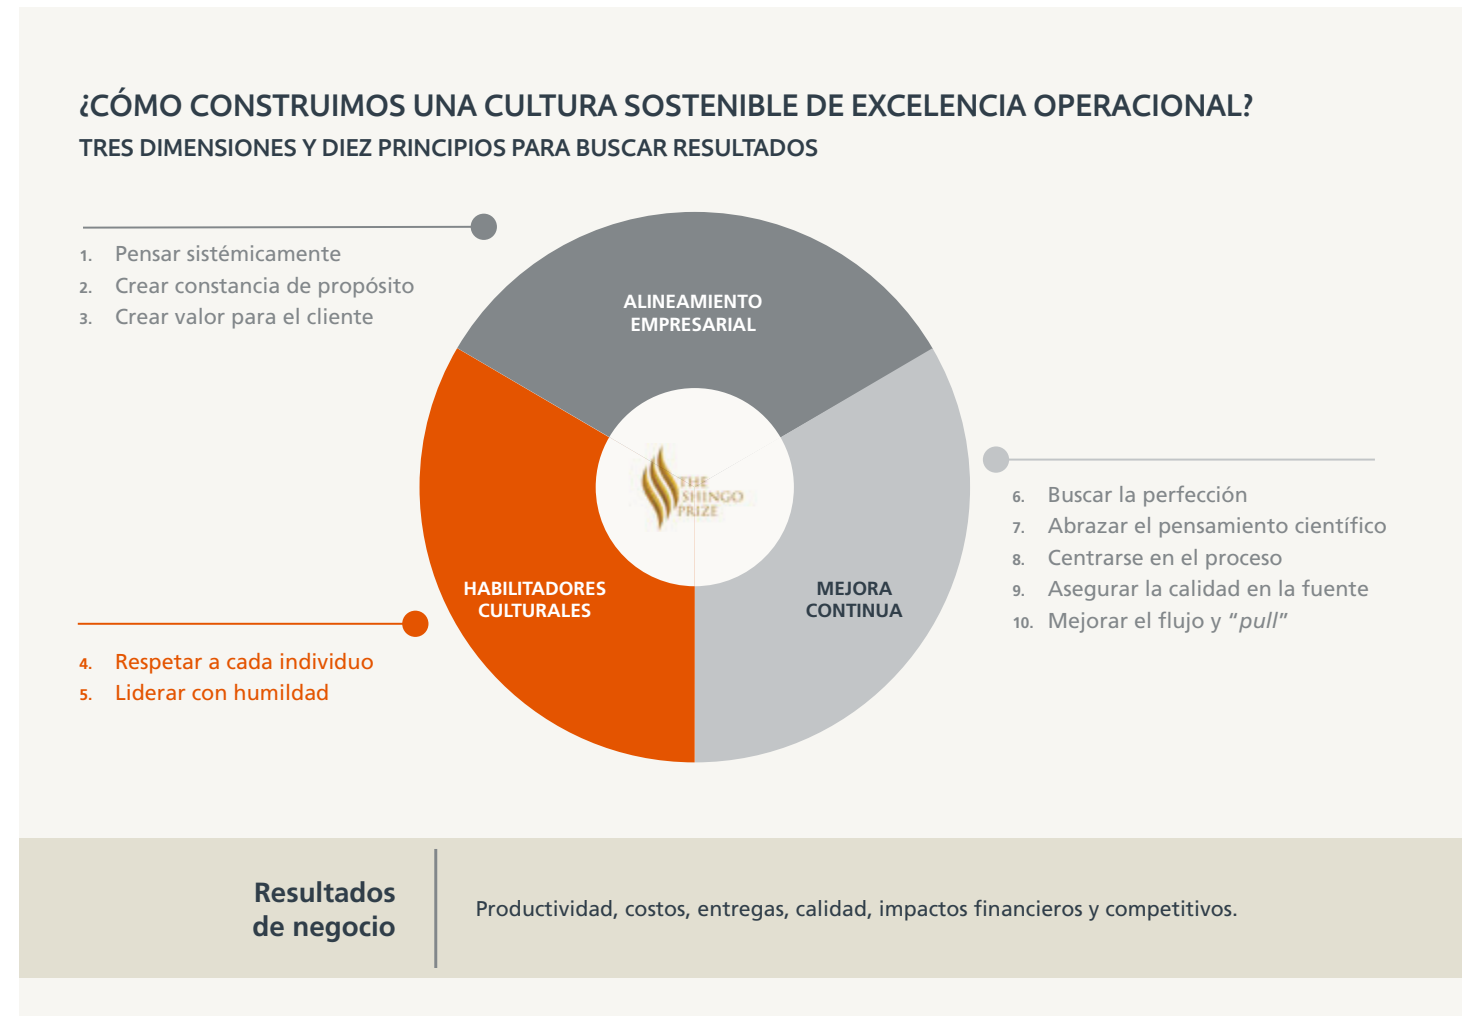 ¿CÓMO CONSTRUIMOS UNA CULTURA SOSTENIBLE DE EXCELENCIA OPERACIONAL?
TRES DIMENSIONES Y DIEZ PRINCIPIOS PARA BUSCAR RESULTADOS
1. Pensar sistémicamente
2. Crear constancia de propósito
3. Crear valor para el cliente
ALINEAMIENTO
EMPRESARIAL
THE
SHINGO
PRIZE
6. Buscar la perfección
7. Abrazar el pensamiento científico
8. Centrarse en el proceso
9. Asegurar la calidad en la fuente
10. Mejorar el flujo y “pull”
HABILITADORES
CULTURALES
MEJORA
CONTINUA
4. Respetar a cada individuo
5. Liderar con humildad
Resultados
de negocio
Productividad, costos, entregas, calidad, impactos financieros y competitivos.